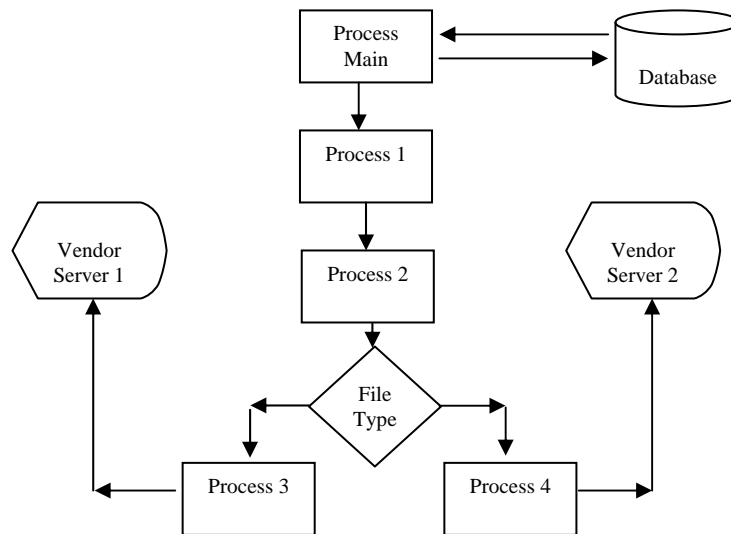 Process
Main
Database
Process 1
Vendor
Server 1
Process 2
Vendor
Server 2
File
Type
Process 3
Process 4